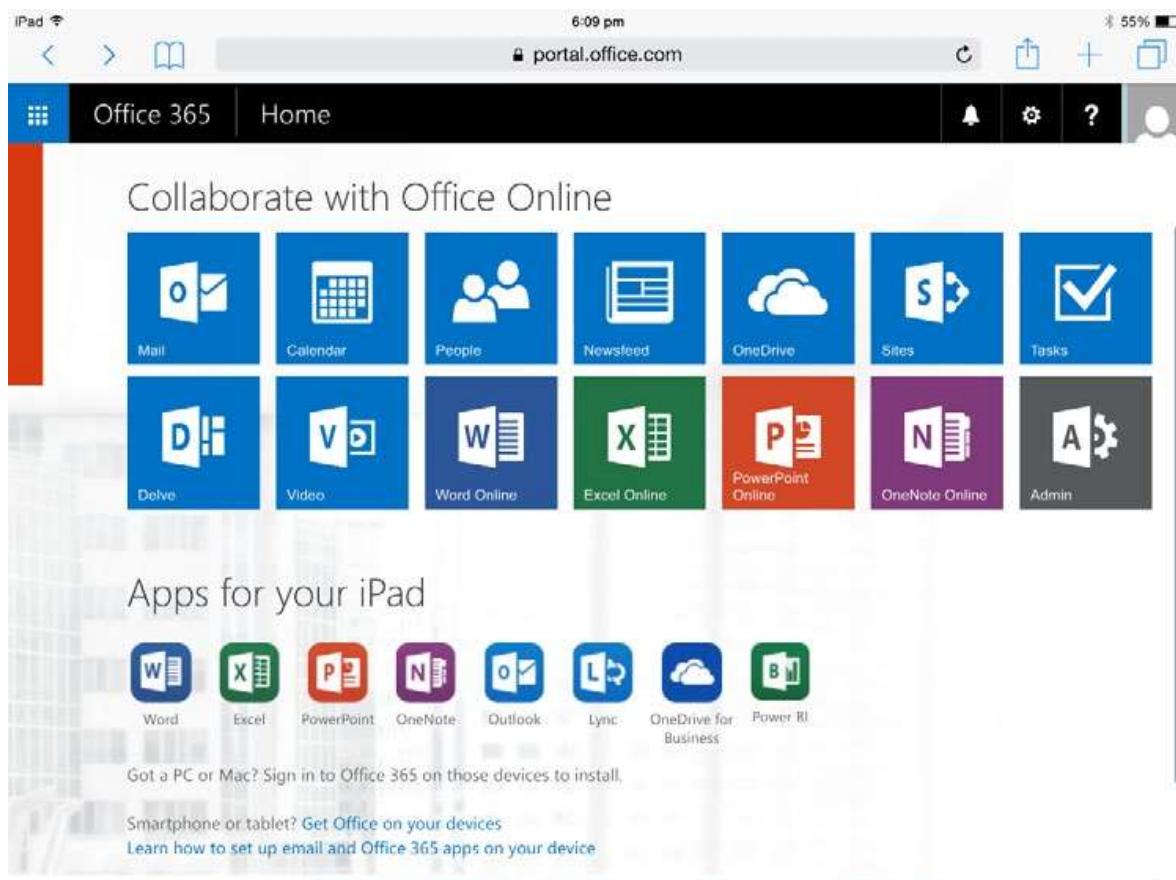 iPad 6:09 pm 55%
portal.office.com
Office 365 Home ?
Collaborate with Office Online
Mail Calendar People Newsfeed OneDrive Sites Tasks
Delve Video Word Online Excel Online PowerPoint Online OneNote Online Admin
Apps for your iPad
Word Excel PowerPoint OneNote Outlook Lync OneDrive for Business Power BI
Got a PC or Mac? Sign in to Office 365 on those devices to install.
Smartphone or tablet? Get Office on your devices
Learn how to set up email and Office 365 apps on your device